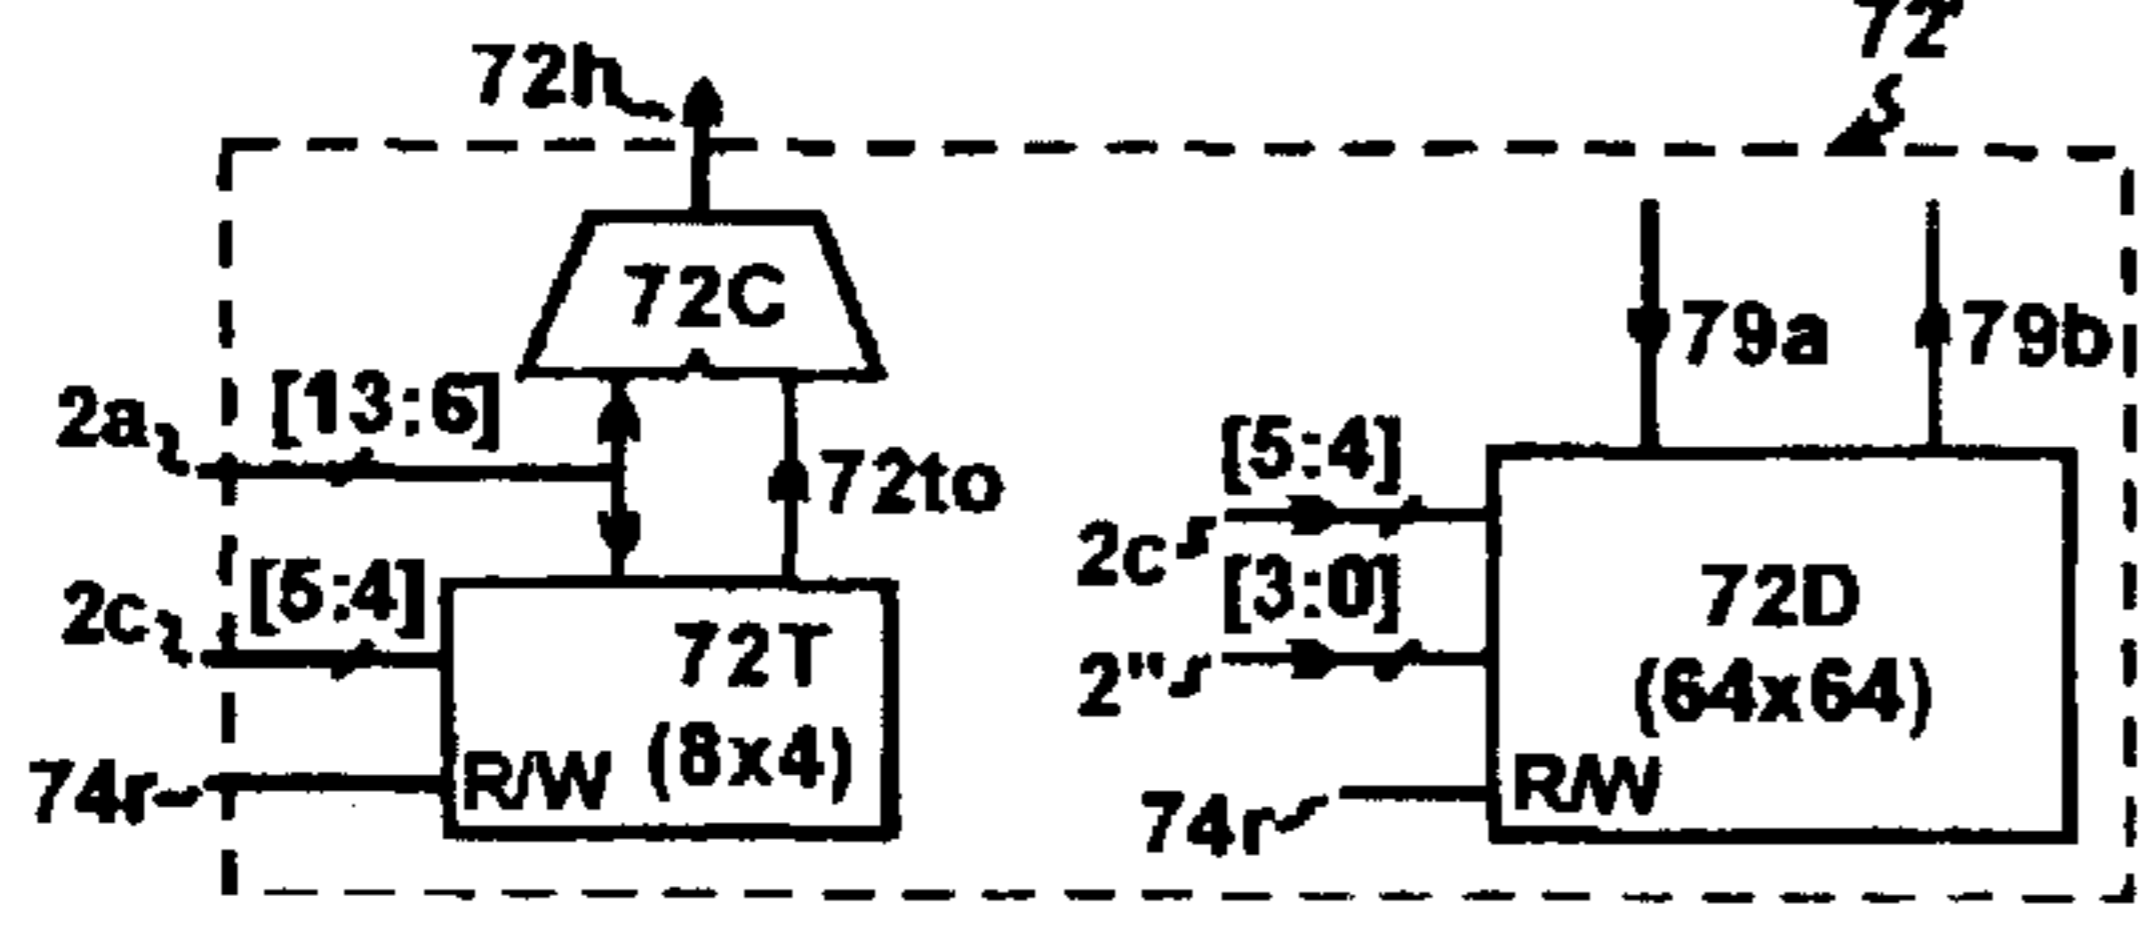 72'
72h
72C
79a
79b
2a
[13:6]
72to
[5:4]
2c
[5:4]
2c
[3:0]
72T
72D
2"
(8x4)
(64x64)
74r
R/W
R/W
74r